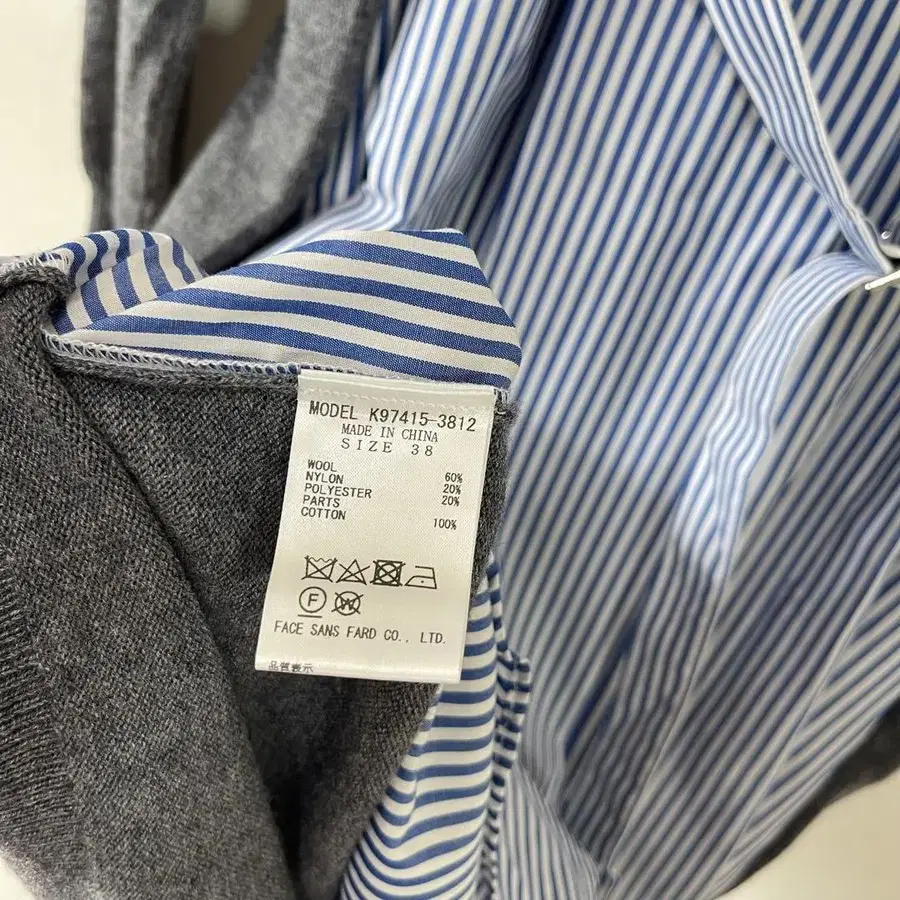 MODEL K97415-3812
MADE IN CHINA
SIZE 38
WOOL 60%
NYLON 20%
POLYESTER 20%
PARTS
COTTON 100%
F W
FACE SANS FARD CO., LTD.
品質表示